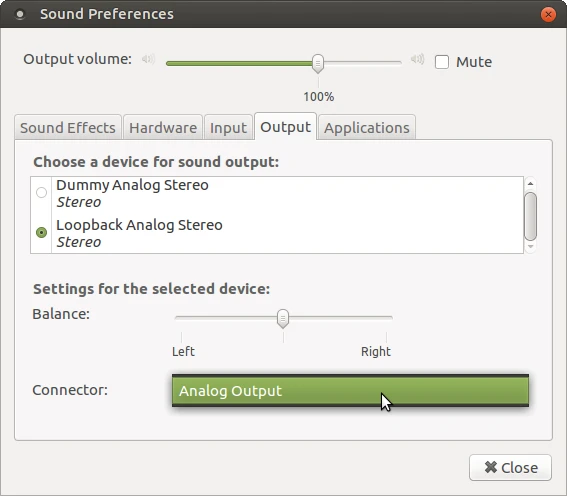 Sound Preferences
Output volume:
Mute
100%
Sound Effects
Hardware
Input
Output
Applications
Choose a device for sound output:
Dummy Analog Stereo
Stereo
Loopback Analog Stereo
Stereo
Settings for the selected device:
Balance:
Left
Right
Connector:
Analog Output
Close